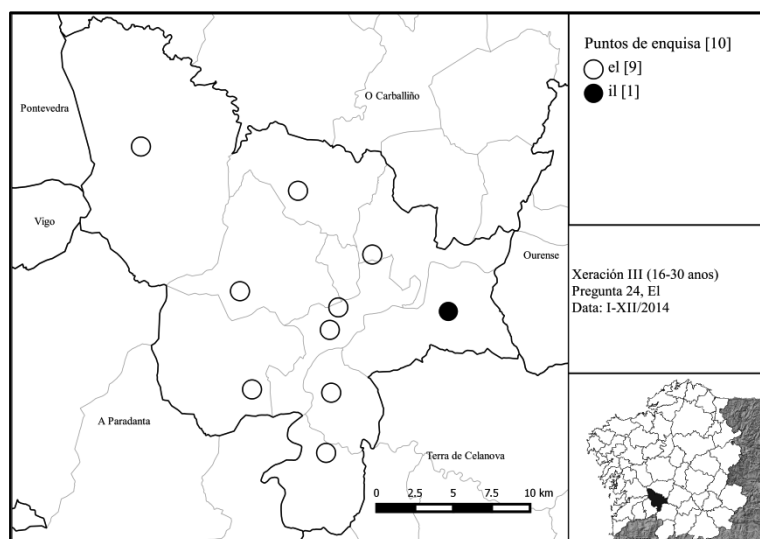 Pontevedra
O Carballiño
Vigo
Ourense
A Paradanta
Terra de Celanova
0 2,5 5 7,5 10 km
Puntos de enquisa [10]
el [9]
il [1]
Xeración III (16-30 anos)
Pregunta 24, El
Data: I-XII/2014